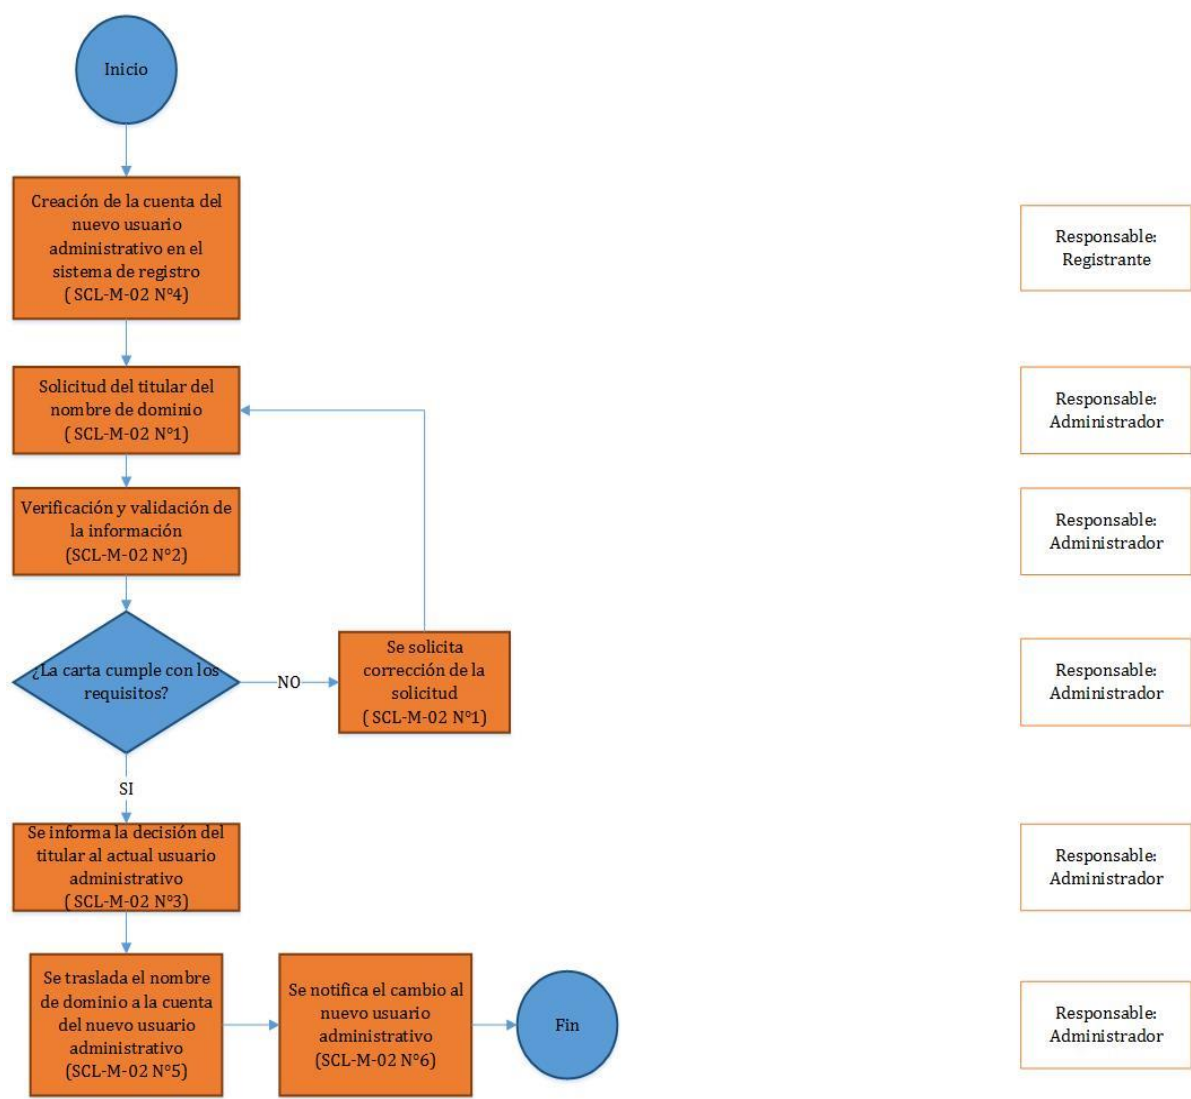 Inicio
Creación de la cuenta del
nuevo usuario
administrativo en el
sistema de registro
( SCL-M-02 N°4)
Responsable:
Registrante
Solicitud del titular del
nombre de dominio
( SCL-M-02 N°1)
Responsable:
Administrador
Verificación y validación de
la información
(SCL-M-02 N°2)
Responsable:
Administrador
¿La carta cumple con los
requisitos?
NO
Se solicita
corrección de la
solicitud
( SCL-M-02 N°1)
Responsable:
Administrador
SI
Se informa la decisión del
titular al actual usuario
administrativo
( SCL-M-02 N°3)
Responsable:
Administrador
Se traslada el nombre
de dominio a la cuenta
del nuevo usuario
administrativo
(SCL-M-02 N°5)
Se notifica el cambio al
nuevo usuario
administrativo
(SCL-M-02 N°6)
Fin
Responsable:
Administrador